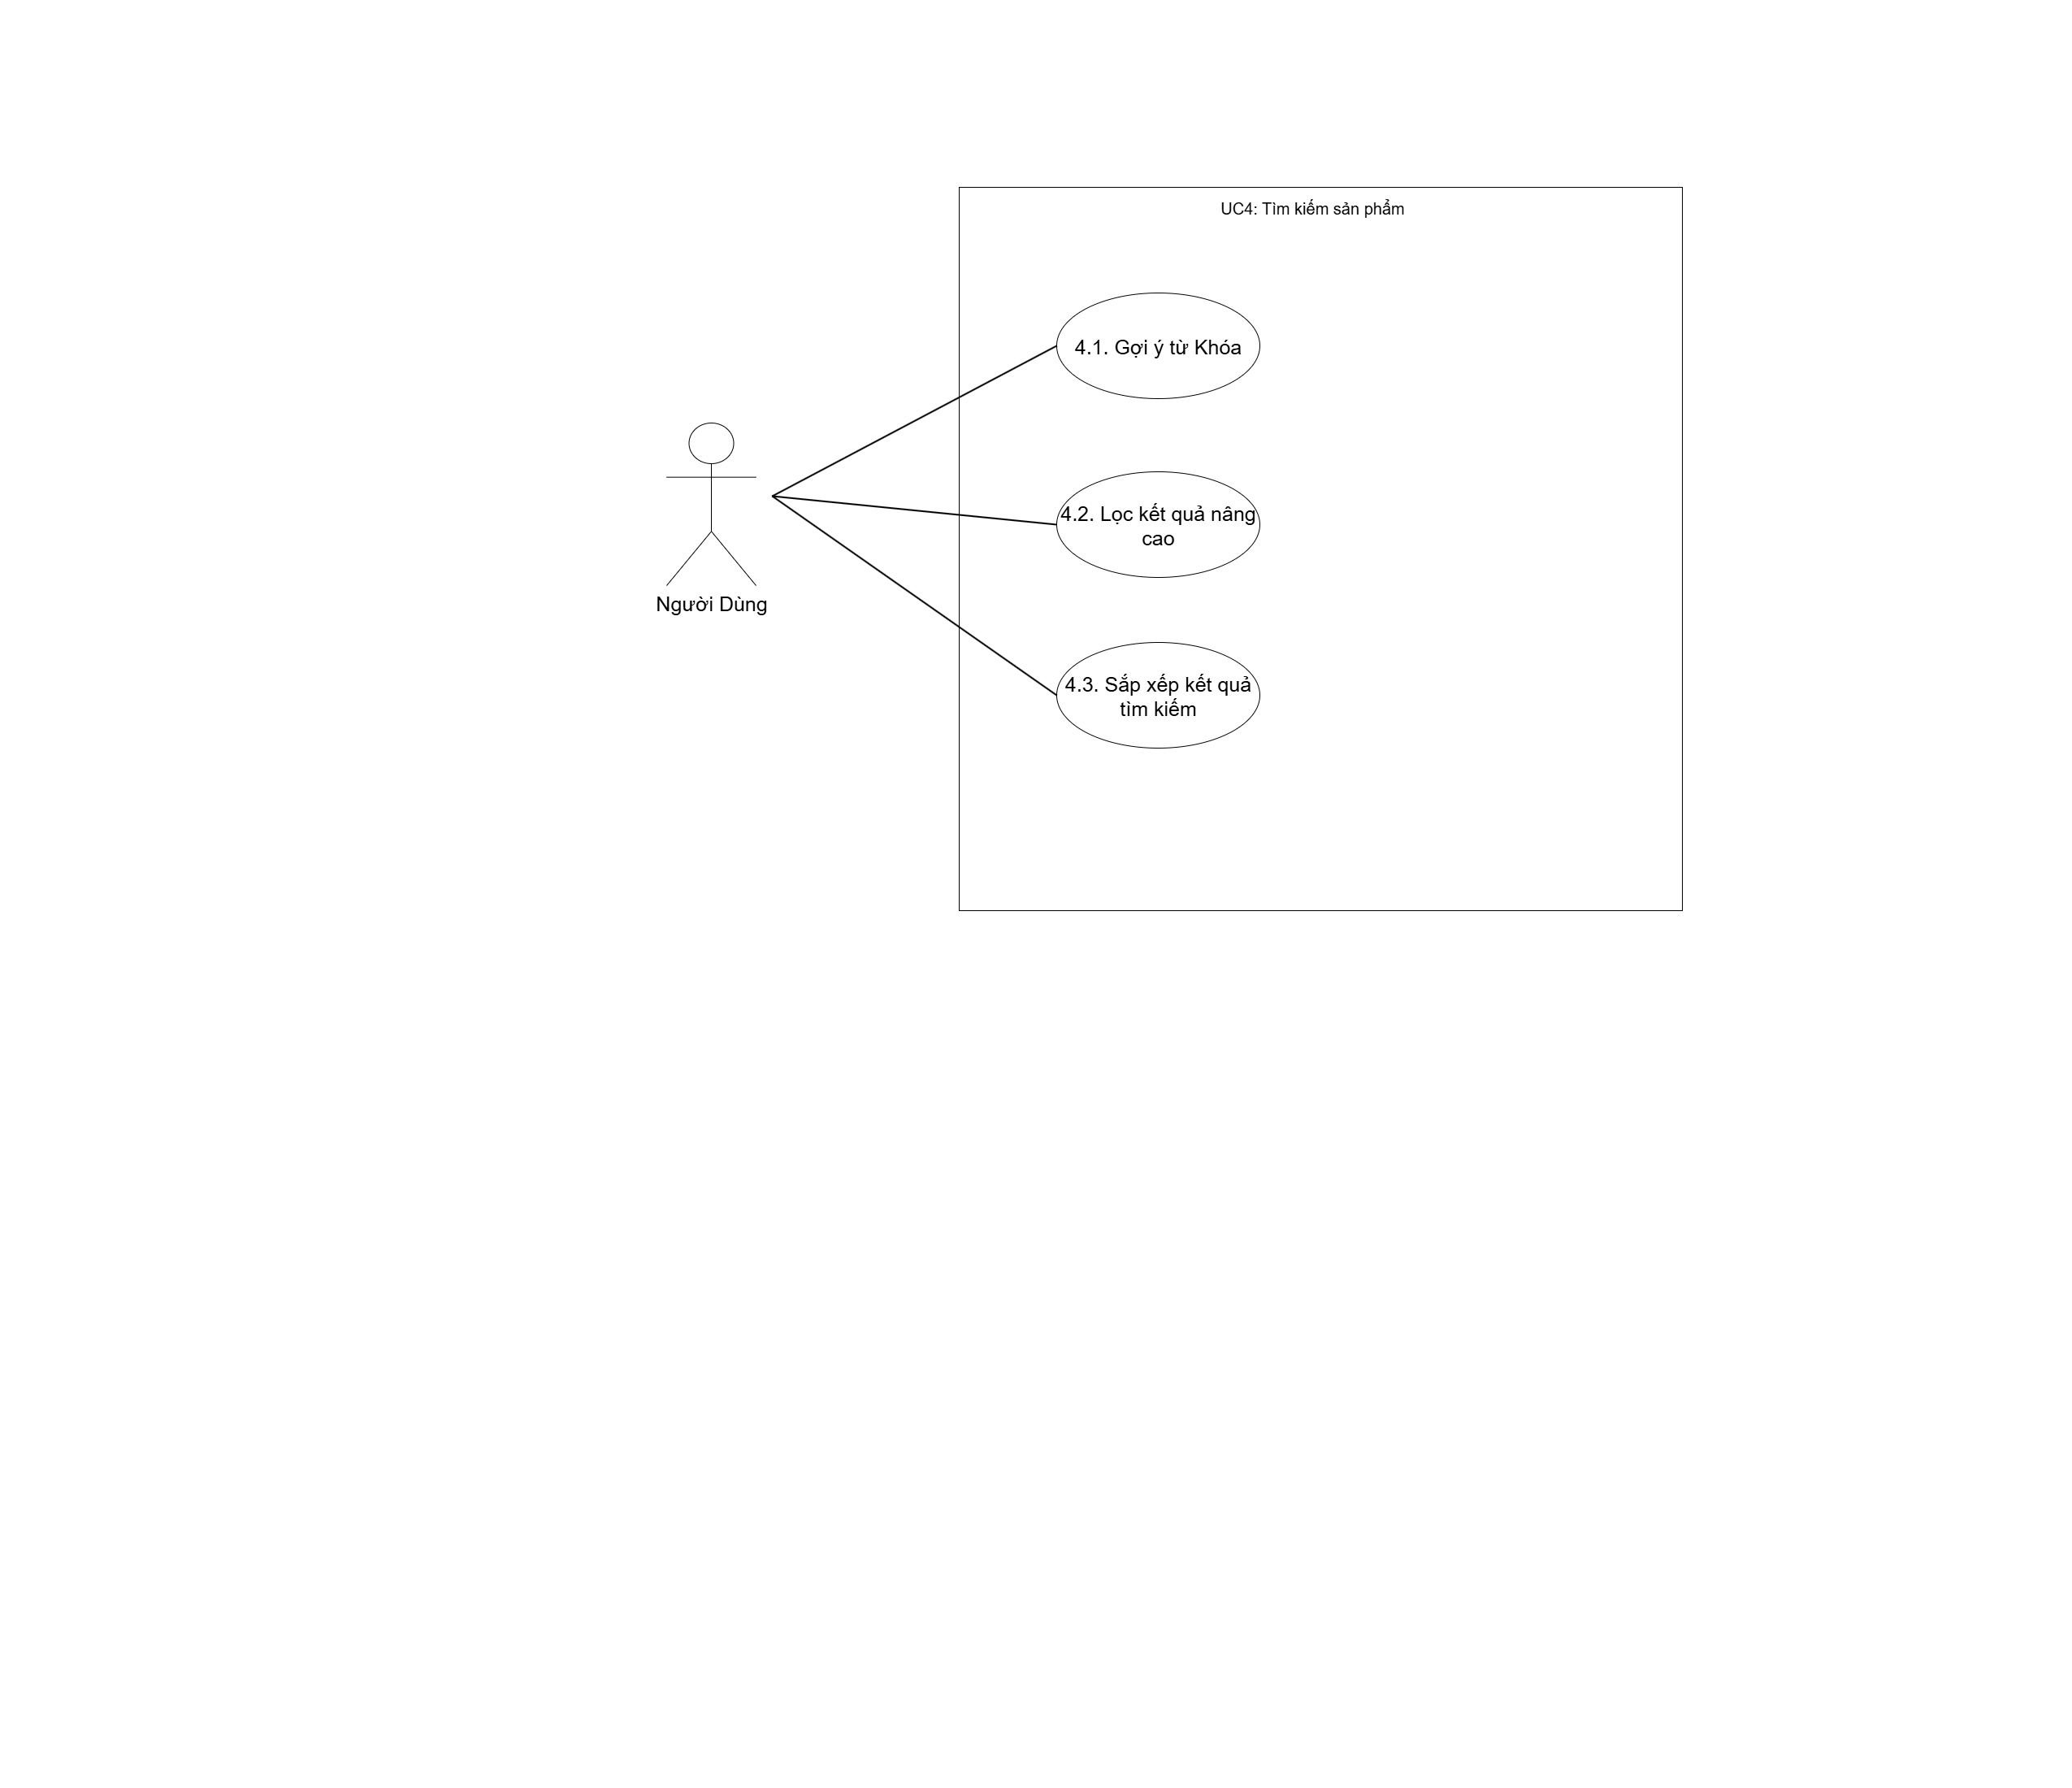 UC4: Tìm kiếm sản phẩm
4.1. Gợi ý từ Khóa
4.2. Lọc kết quả nâng
cao
Người Dùng
4.3. Sắp xếp kết quả
tìm kiếm